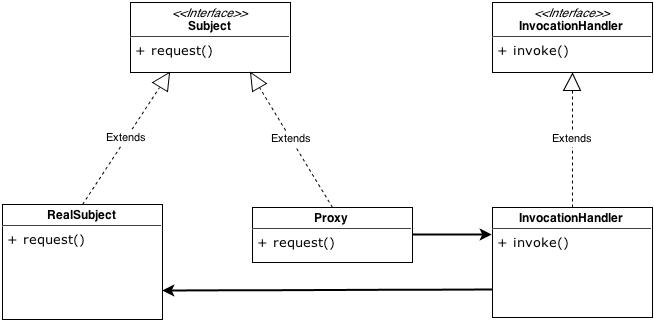 <<Interface>>
Subject
+ request()
<<Interface>>
InvocationHandler
+ invoke()
Extends
Extends
Extends
RealSubject
+ request()
Proxy
+ request()
InvocationHandler
+ invoke()